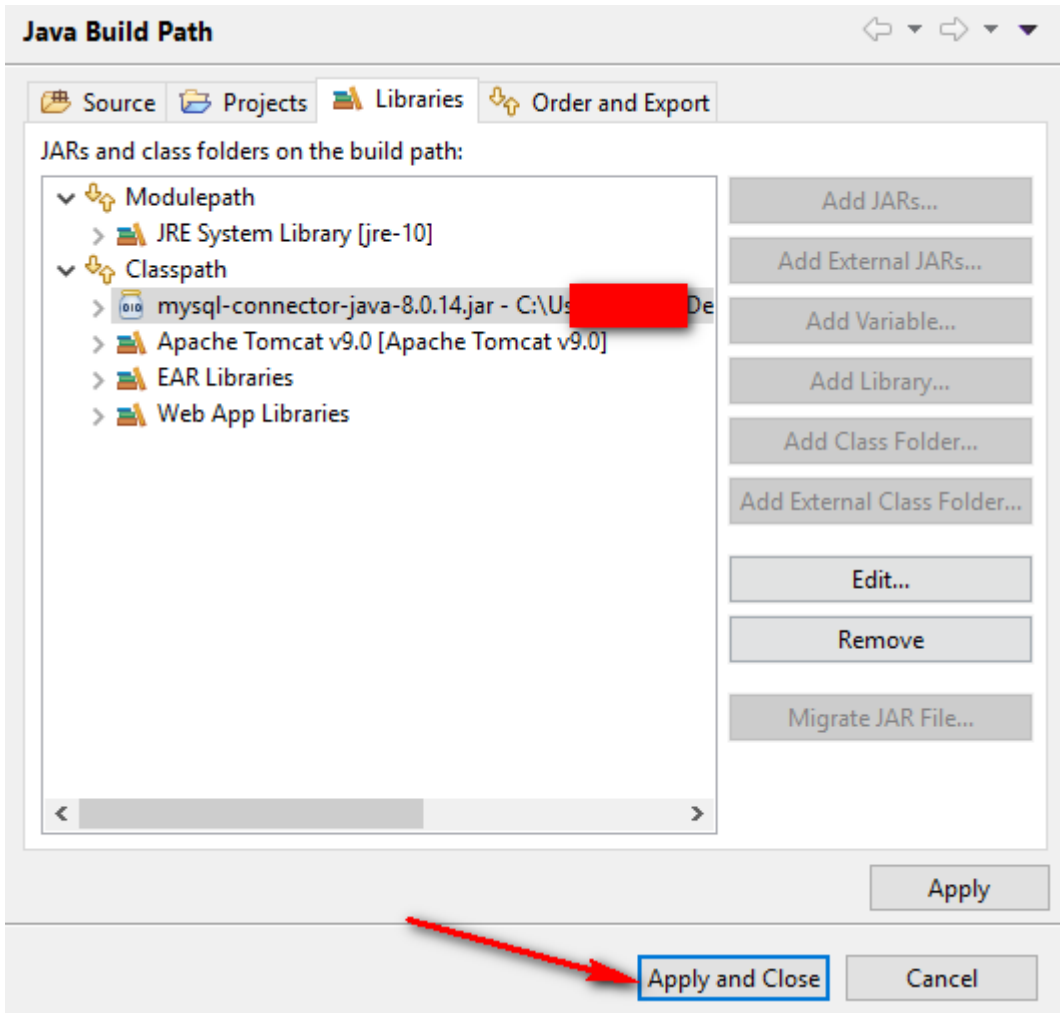 Java Build Path
Source Projects Libraries Order and Export
JARs and class folders on the build path:
Modulepath
JRE System Library [jre-10]
Classpath
mysql-connector-java-8.0.14.jar - C:\Us De
Apache Tomcat v9.0 [Apache Tomcat v9.0]
EAR Libraries
Web App Libraries
Add JARs...
Add External JARs...
Add Variable...
Add Library...
Add Class Folder...
Add External Class Folder...
Edit...
Remove
Migrate JAR File...
Apply
Apply and Close Cancel